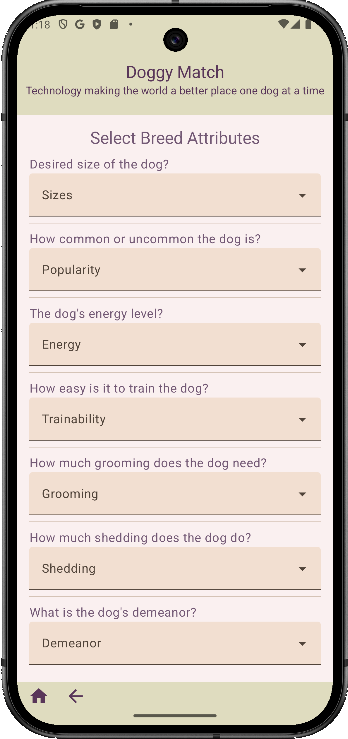 :18
Doggy Match
Technology making the world a better place one dog at a time
Select Breed Attributes
Desired size of the dog?
Sizes
How common or uncommon the dog is?
Popularity
The dog's energy level?
Energy
How easy is it to train the dog?
Trainability
How much grooming does the dog need?
Grooming
How much shedding does the dog do?
Shedding
What is the dog's demeanor?
Demeanor